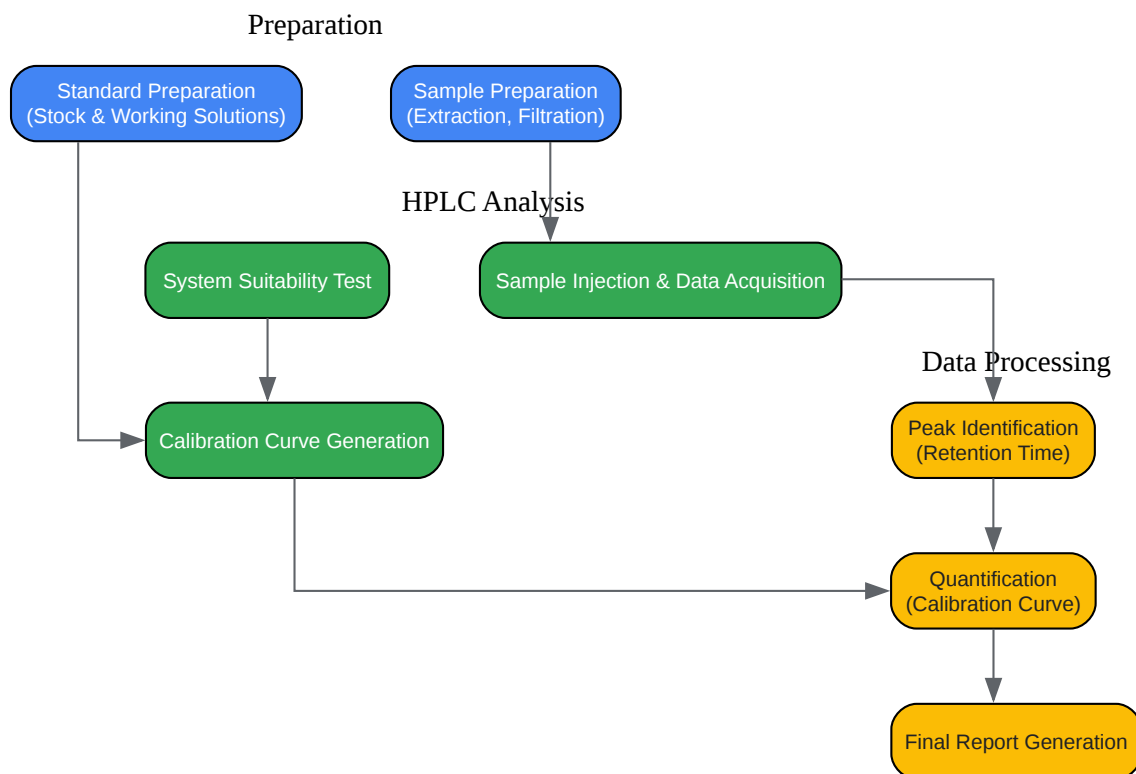 Preparation
Standard Preparation
(Stock & Working Solutions)
Sample Preparation
(Extraction, Filtration)
HPLC Analysis
System Suitability Test
Sample Injection & Data Acquisition
Data Processing
Calibration Curve Generation
Peak Identification
(Retention Time)
Quantification
(Calibration Curve)
Final Report Generation